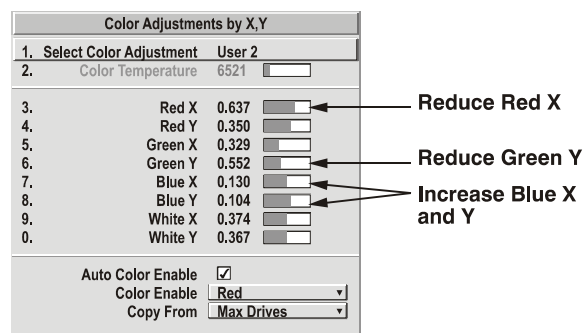 Color Adjustments by X,Y
1. Select Color Adjustment User 2
2. Color Temperature 6521
3. Red X 0.637
4. Red Y 0.350
5. Green X 0.329
6. Green Y 0.552
7. Blue X 0.130
8. Blue Y 0.104
9. White X 0.374
0. White Y 0.367
Auto Color Enable
Color Enable Red
Copy From Max Drives
Reduce Red X
Reduce Green Y
Increase Blue X
and Y